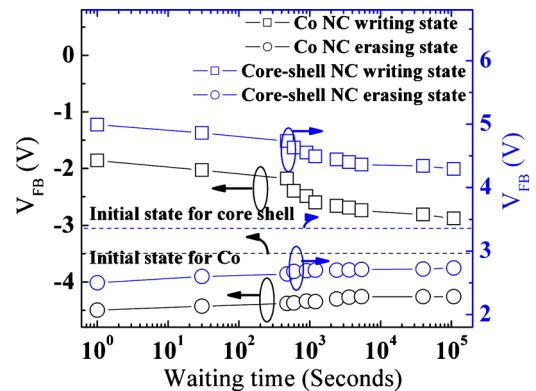 Co NC writing state
Co NC erasing state
Core-shell NC writing state
Core-shell NC erasing state
0
-1
-2
-3
-4
V_FB (V)
6
5
4
3
2
V_FB (V)
Initial state for core shell
Initial state for Co
10^0 10^1 10^2 10^3 10^4 10^5
Waiting time (Seconds)